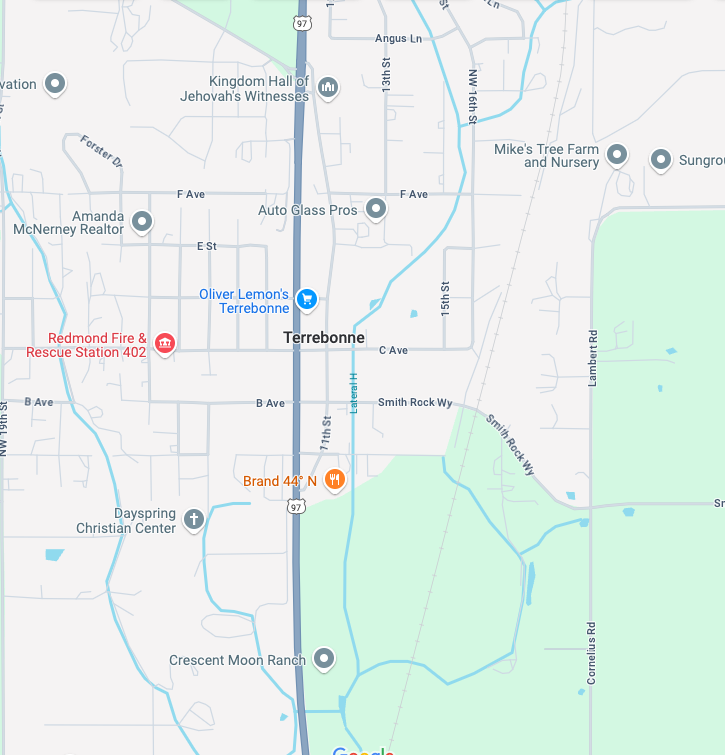 97
Angus Ln
13th St
NW 16th St
vation
Kingdom Hall of
Jehovah's Witnesses
Forster Dr
Mike's Tree Farm
and Nursery
Sungro
F Ave
F Ave
Auto Glass Pros
Amanda
McNerney Realtor
E St
Oliver Lemon's
Terrebonne
15th St
Terrebonne
Redmond Fire &
Rescue Station 402
C Ave
Lambert Rd
Lateral H
B Ave
B Ave
Smith Rock Wy
NW 19th St
11th St
Smith Rock Wy
Brand 44° N
97
Dayspring
Christian Center
Cornelius Rd
Crescent Moon Ranch
Google